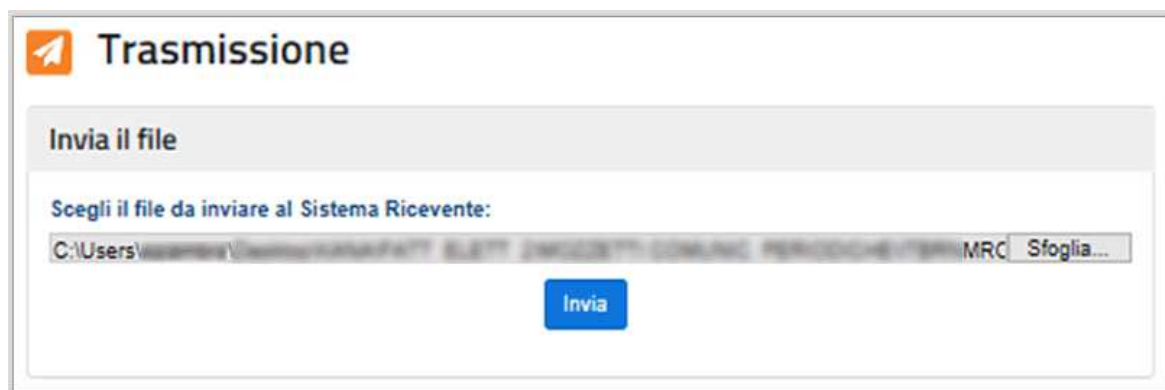 Trasmissione
Invia il file
Scegli il file da inviare al Sistema Ricevente:
C:\Users\ MRC Sfoglia...
Invia